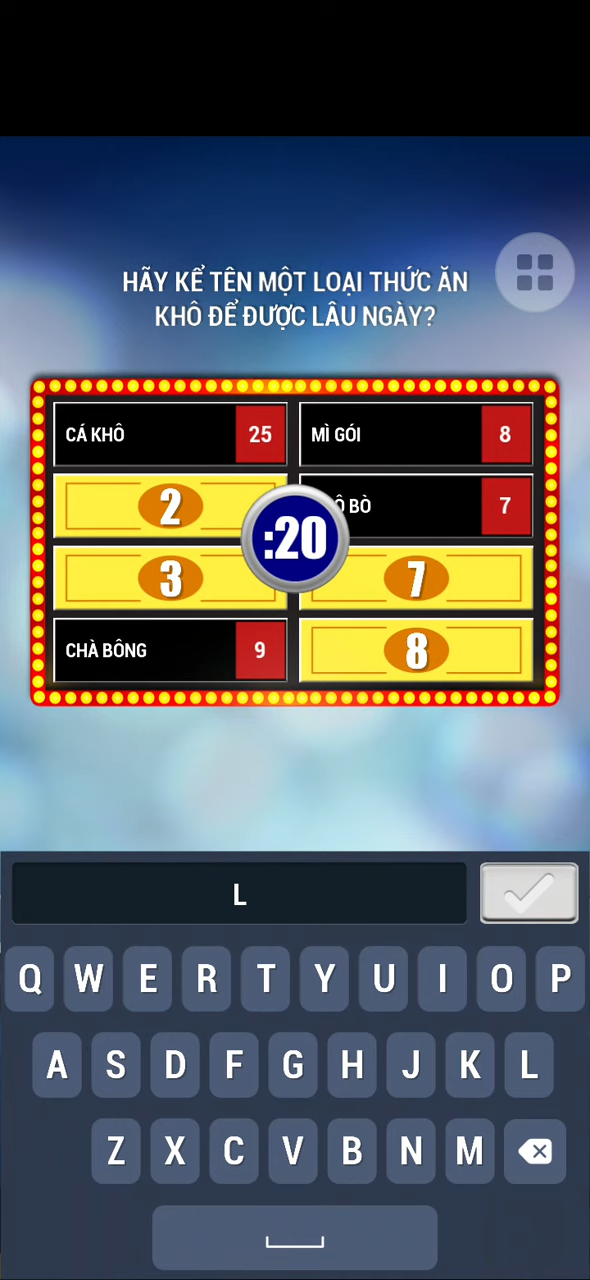 HÃY KỂ TÊN MỘT LOẠI THỨC ĂN
KHÔ ĐỂ ĐƯỢC LÂU NGÀY?
CÁ KHÔ 25
MÌ GÓI 8
2
BÒ 7
:20
3
7
CHÀ BÔNG 9
8
L
Q W E R T Y U I O P
A S D F G H J K L
Z X C V B N M